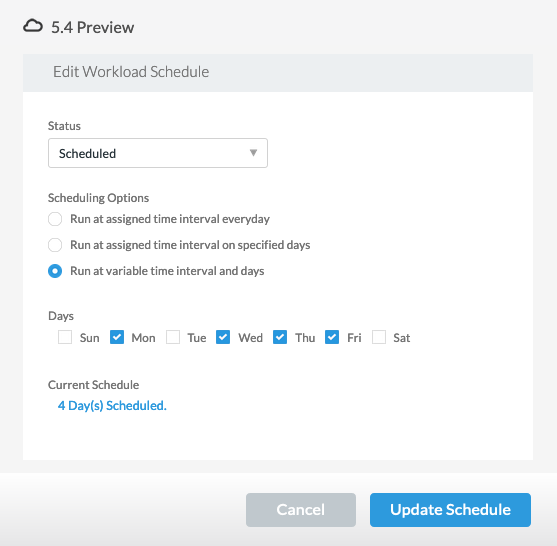 5.4 Preview
Edit Workload Schedule
Status
Scheduled
Scheduling Options
Run at assigned time interval everyday
Run at assigned time interval on specified days
Run at variable time interval and days
Days
Sun Mon Tue Wed Thu Fri Sat
Current Schedule
4 Day(s) Scheduled.
Cancel Update Schedule